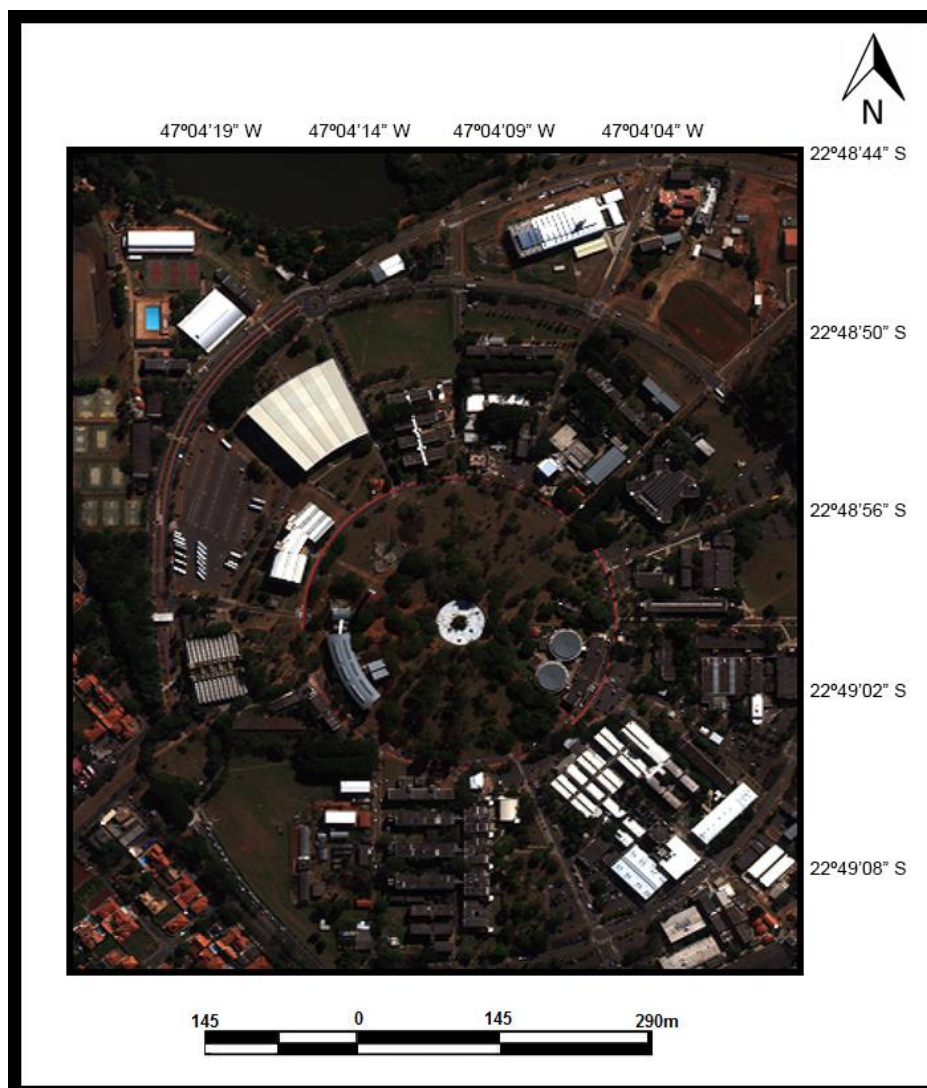 N
47º04’19” W 47º04’14” W 47º04’09” W 47º04’04” W
22º48’44” S
22º48’50” S
22º48’56” S
22º49’02” S
22º49’08” S
145 0 145 290m